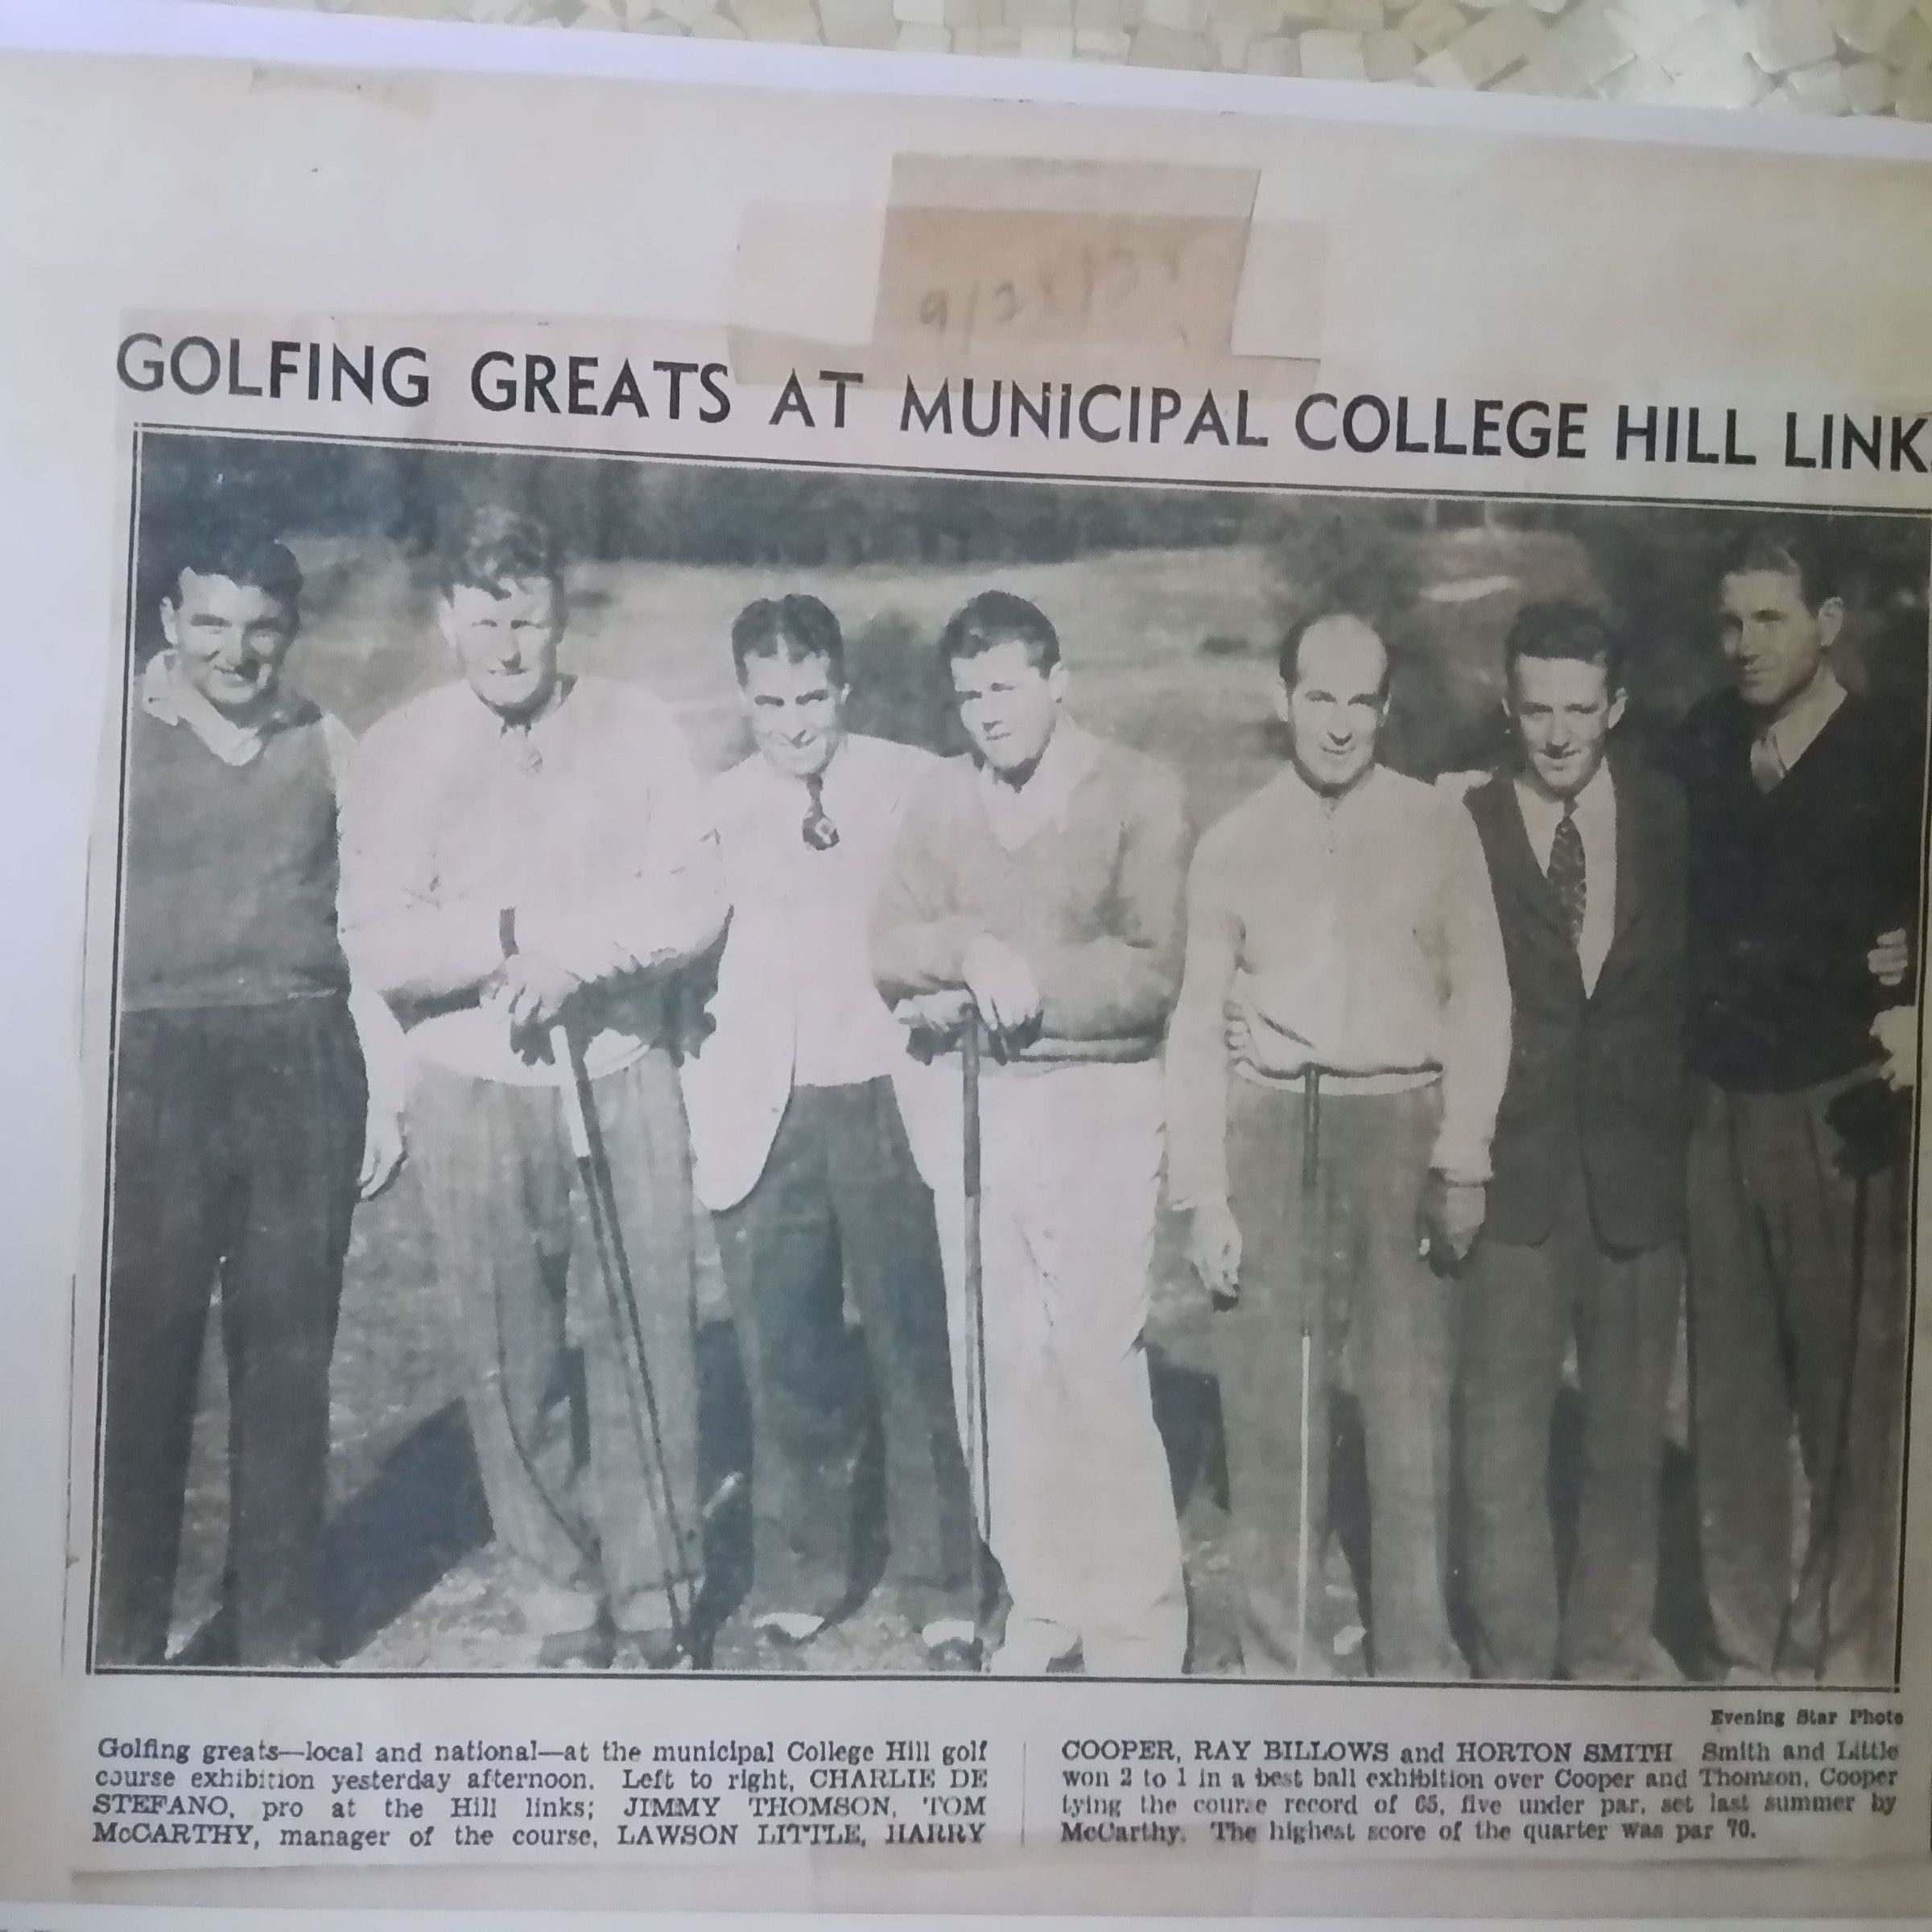 GOLFING GREATS AT MUNICIPAL COLLEGE HILL LINK
Evening Star Photo
Golfing greats—local and national—at the municipal College Hill golf
course exhibition yesterday afternoon. Left to right, CHARLIE DE
STEFANO, pro at the Hill links; JIMMY THOMSON, TOM
McCARTHY, manager of the course, LAWSON LITTLE, HARRY
COOPER, RAY BILLOWS and HORTON SMITH Smith and Little
won 2 to 1 in a best ball exhibition over Cooper and Thomson, Cooper
tying the course record of 65, five under par, set last summer by
McCarthy. The highest score of the quarter was par 70.